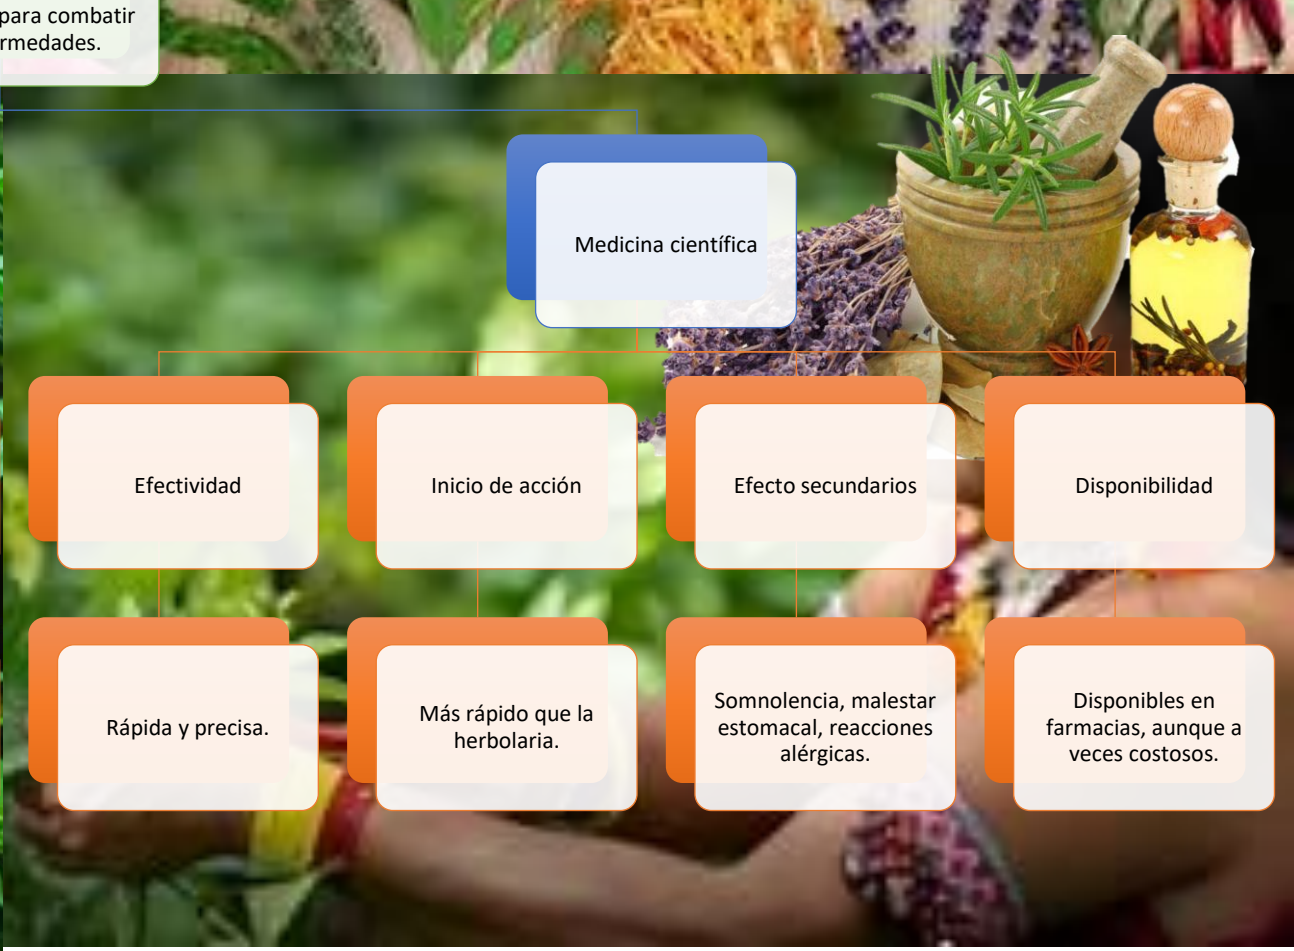 para combatir
rmedades.
Medicina científica
Efectividad
Inicio de acción
Efecto secundarios
Disponibilidad
Rápida y precisa.
Más rápido que la
herbolaria.
Somnolencia, malestar
estomacal, reacciones
alérgicas.
Disponibles en
farmacias, aunque a
veces costosos.